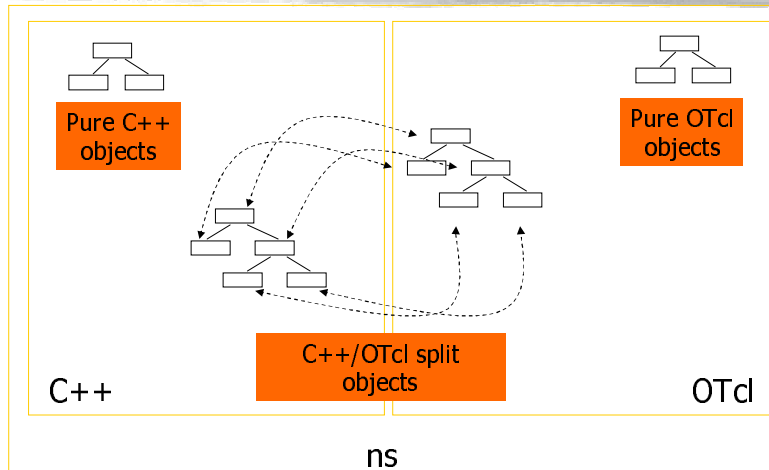 Pure C++
objects
Pure OTcl
objects
C++/OTcl split
objects
C++
OTcl
ns